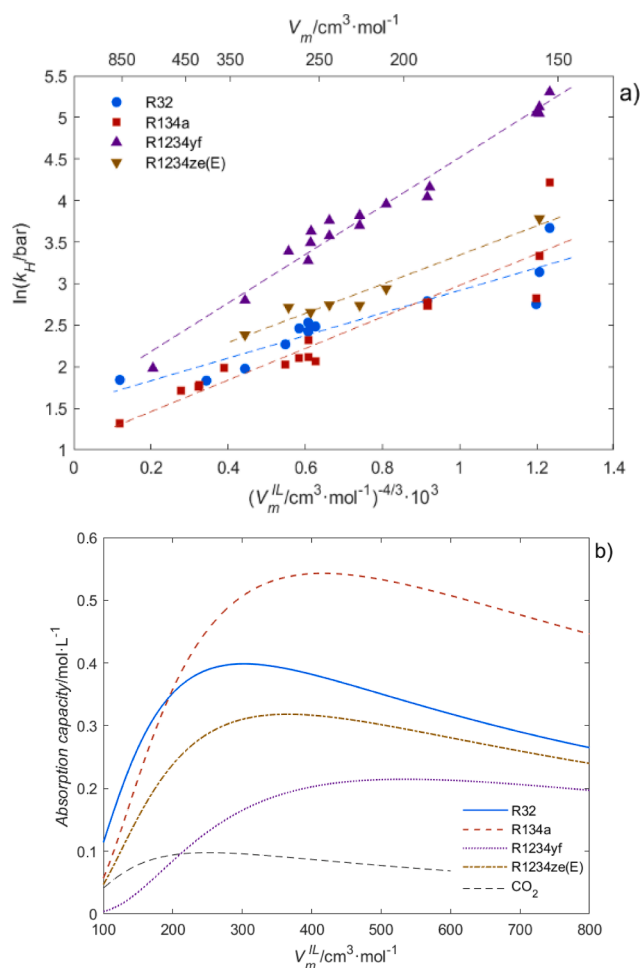 V_m/cm³·mol⁻¹
850 450 350 250 200 150
a)
5.5
5
4.5
4
3.5
3
2.5
2
1.5
1
ln(k_H/bar)
R32
R134a
R1234yf
R1234ze(E)
0 0.2 0.4 0.6 0.8 1 1.2 1.4
(V_m^IL/cm³·mol⁻¹)^-4/3·10³
b)
0.6
0.5
0.4
0.3
0.2
0.1
0
Absorption capacity/mol·L⁻¹
R32
R134a
R1234yf
R1234ze(E)
CO₂
100 200 300 400 500 600 700 800
V_m^IL/cm³·mol⁻¹